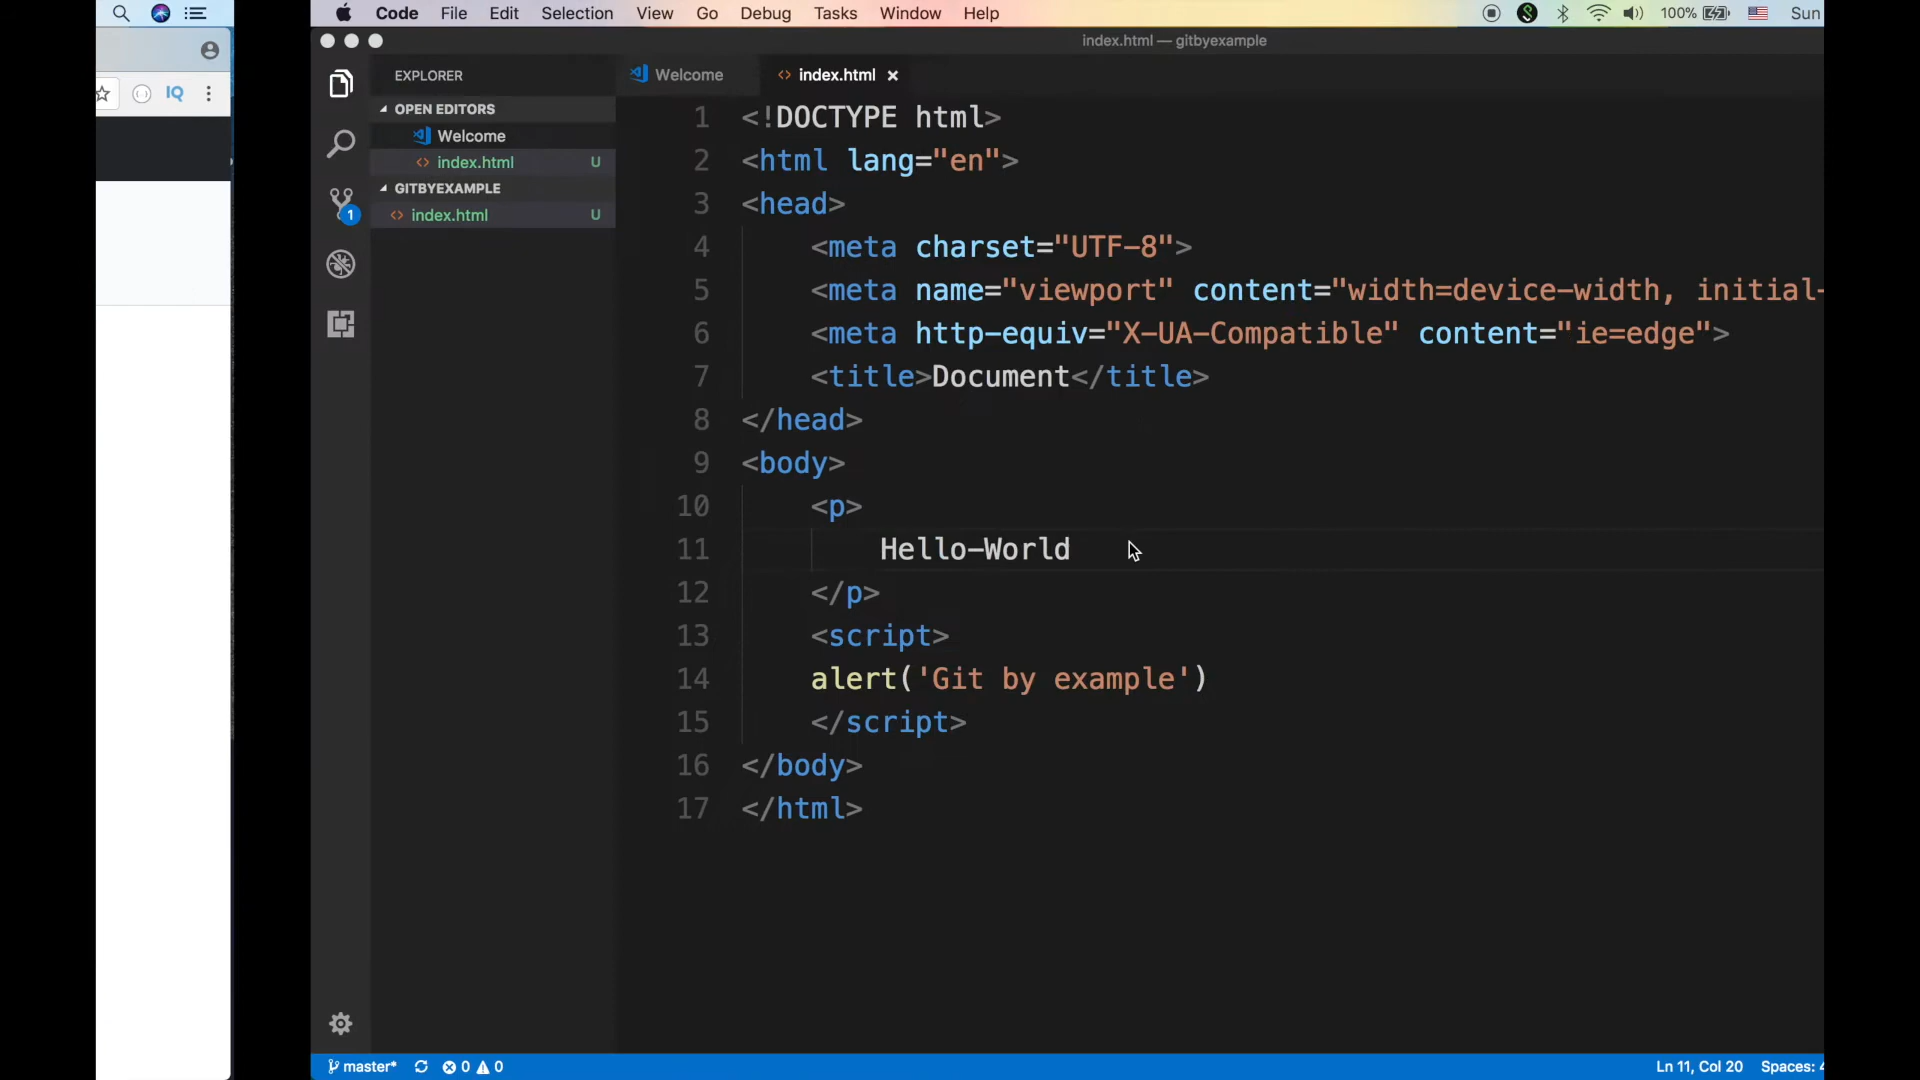 IQ
Code File Edit Selection View Go Debug Tasks Window Help 100% Sun
index.html — gitbyexample
EXPLORER
OPEN EDITORS
Welcome
index.html U
GITBYEXAMPLE
index.html U
1
Welcome index.html
1 <!DOCTYPE html>
2 <html lang="en">
3 <head>
4 <meta charset="UTF-8">
5 <meta name="viewport" content="width=device-width, initial-
6 <meta http-equiv="X-UA-Compatible" content="ie=edge">
7 <title>Document</title>
8 </head>
9 <body>
10 <p>
11 Hello-World
12 </p>
13 <script>
14 alert('Git by example')
15 </script>
16 </body>
17 </html>
master* 0 0 Ln 11, Col 20 Spaces: